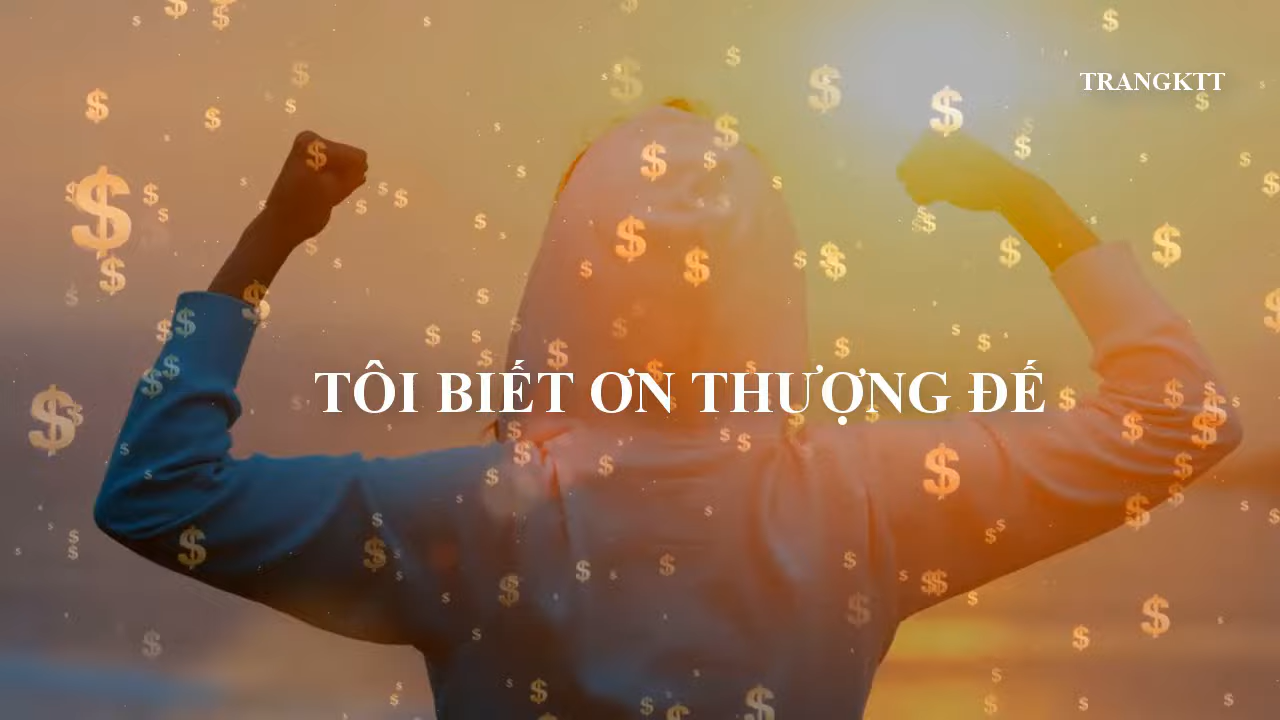 TRANGKTT
TÔI BIẾT ƠN THƯỢNG ĐẾ